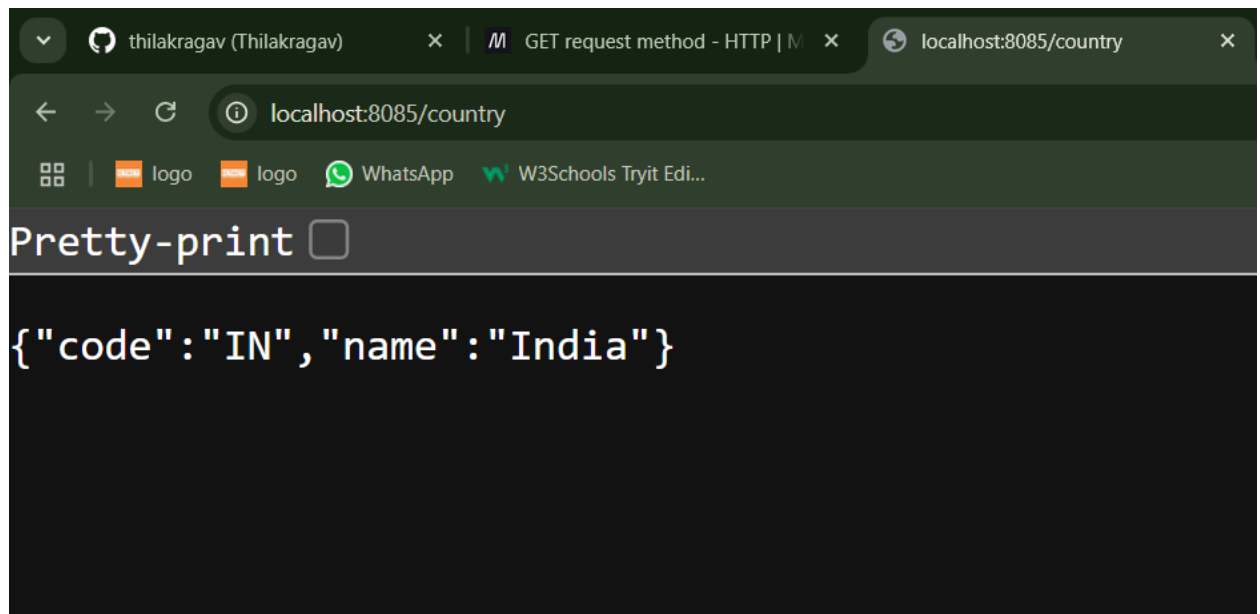 thilakragav (Thilakragav)
GET request method - HTTP | M
localhost:8085/country
localhost:8085/country
logo
logo
WhatsApp
W3Schools Tryit Edi...
Pretty-print
{"code":"IN","name":"India"}